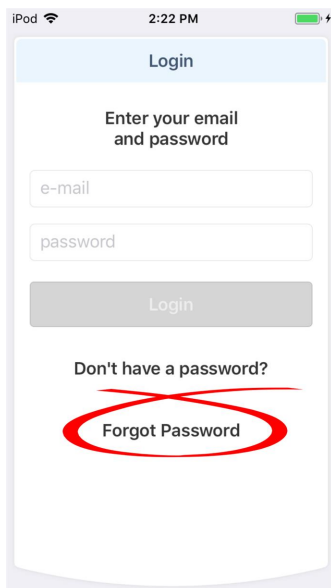 iPod 2:22 PM
Login
Enter your email
and password
e-mail
password
Login
Don't have a password?
Forgot Password